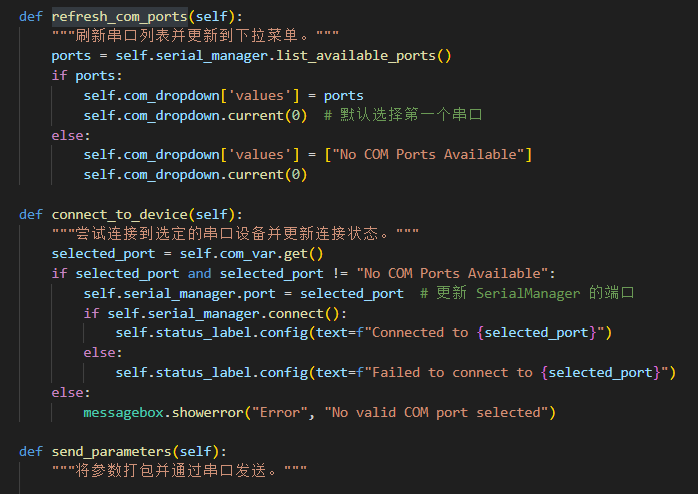 def refresh_com_ports(self):
    """刷新串口列表并更新到下拉菜单。"""
    ports = self.serial_manager.list_available_ports()
    if ports:
        self.com_dropdown['values'] = ports
        self.com_dropdown.current(0)  # 默认选择第一个串口
    else:
        self.com_dropdown['values'] = ["No COM Ports Available"]
        self.com_dropdown.current(0)

def connect_to_device(self):
    """尝试连接到选定的串口设备并更新连接状态。"""
    selected_port = self.com_var.get()
    if selected_port and selected_port != "No COM Ports Available":
        self.serial_manager.port = selected_port  # 更新 SerialManager 的端口
        if self.serial_manager.connect():
            self.status_label.config(text=f"Connected to {selected_port}")
        else:
            self.status_label.config(text=f"Failed to connect to {selected_port}")
    else:
        messagebox.showerror("Error", "No valid COM port selected")

def send_parameters(self):
    """将参数打包并通过串口发送。"""